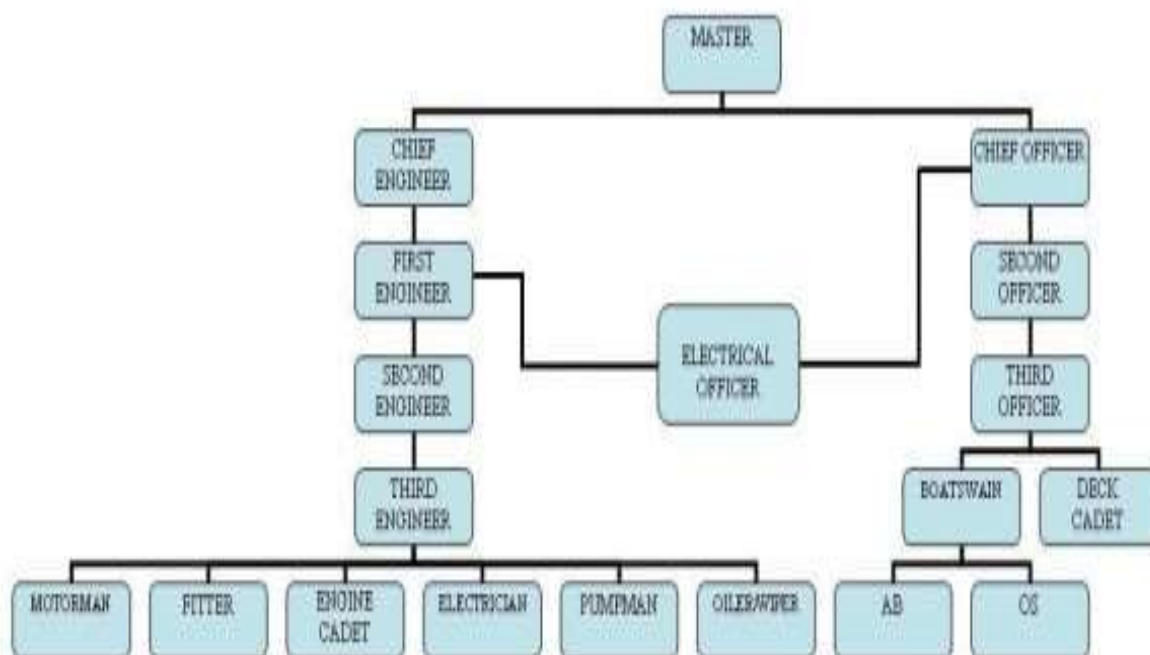 MASTER
CHIEF
ENGINEER
CHIEF OFFICER
FIRST
ENGINEER
SECOND
OFFICER
ELECTRICAL
OFFICER
SECOND
ENGINEER
THIRD
OFFICER
THIRD
ENGINEER
BOATSWAIN
DECK
CADET
MOTORMAN
FITTER
ENGINE
CADET
ELECTRICIAN
PUMPMAN
OILER/WIPER
AB
OS